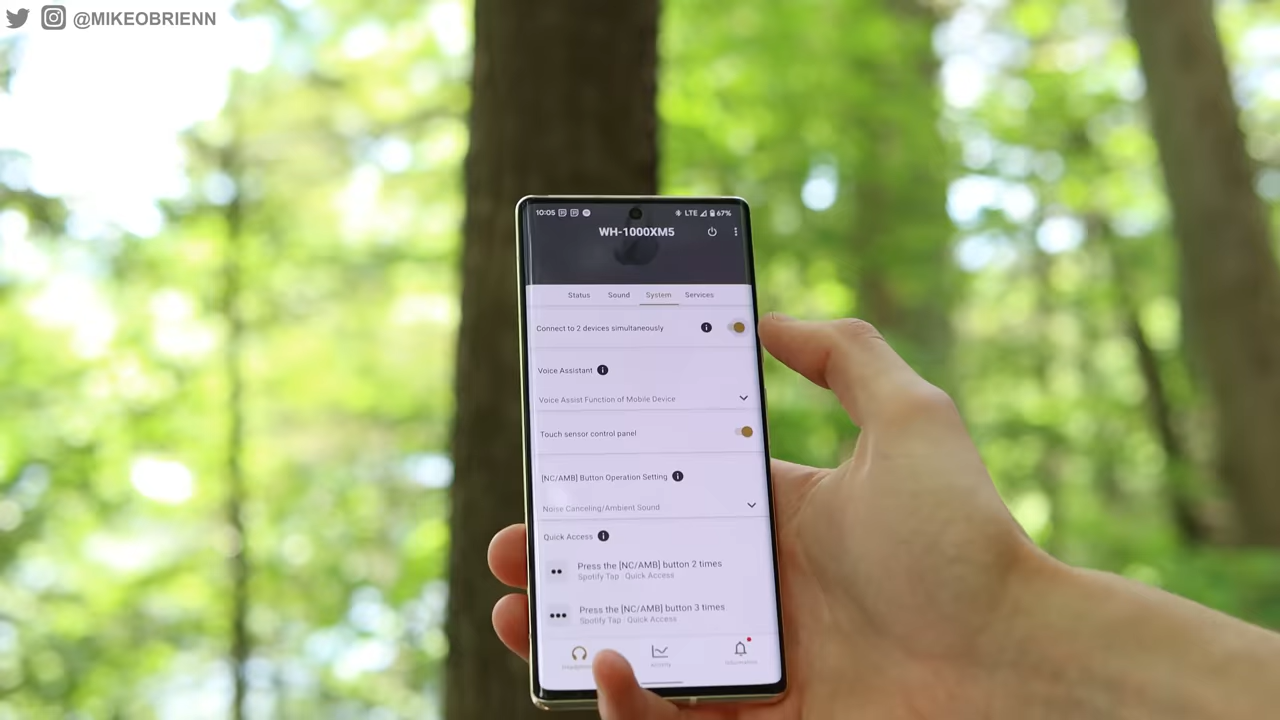 @MIKEOBRIENN
10:05 LTE 67%
WH-1000XM5
Status Sound System Services
Connect to 2 devices simultaneously
Voice Assistant
Voice Assist Function of Mobile Device
Touch sensor control panel
[NC/AMB] Button Operation Setting
Noise Canceling/Ambient Sound
Quick Access
Press the [NC/AMB] button 2 times
Spotify Tap · Quick Access
Press the [NC/AMB] button 3 times
Spotify Tap · Quick Access
Activity Information